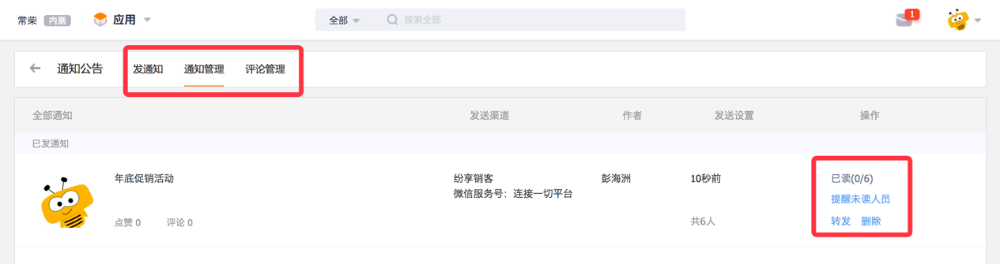 常柴 内测 应用 全部 搜索全部 1
通知公告 发通知 通知管理 评论管理
全部通知 发送渠道 作者 发送设置 操作
已发通知
年底促销活动 纷享销客 彭海洲 10秒前 已读(0/6)
微信服务号：连接一切平台 提醒未读人员
点赞 0 评论 0 共6人 转发 删除